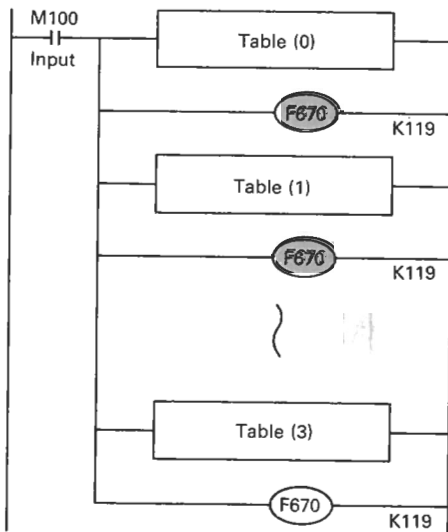 M100
Input
Table (0)
F670
K119
Table (1)
F670
K119
Table (3)
F670
K119